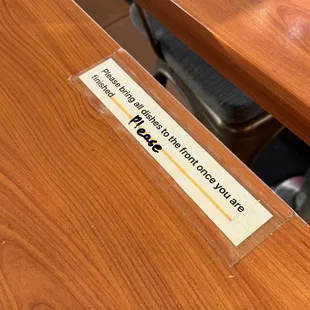 Please bring all dishes to the front once you are
finished
Please